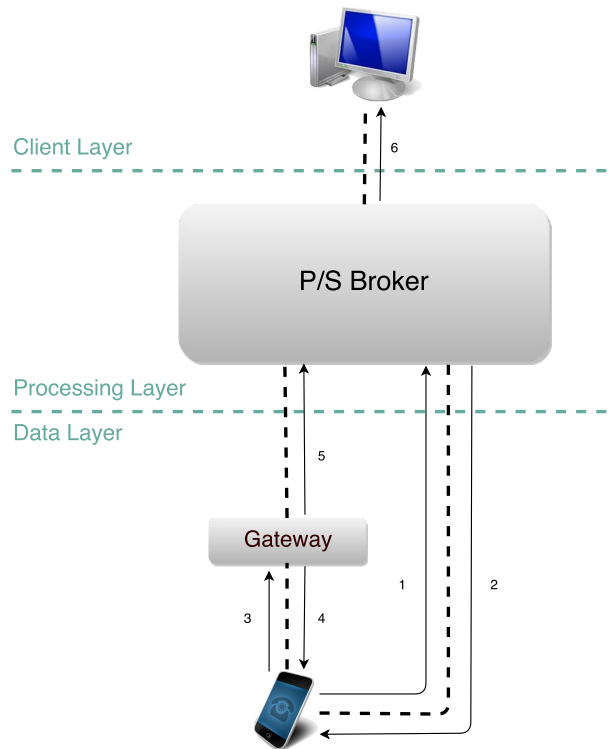 6
Client Layer
P/S Broker
Processing Layer
Data Layer
5
Gateway
1
2
3
4